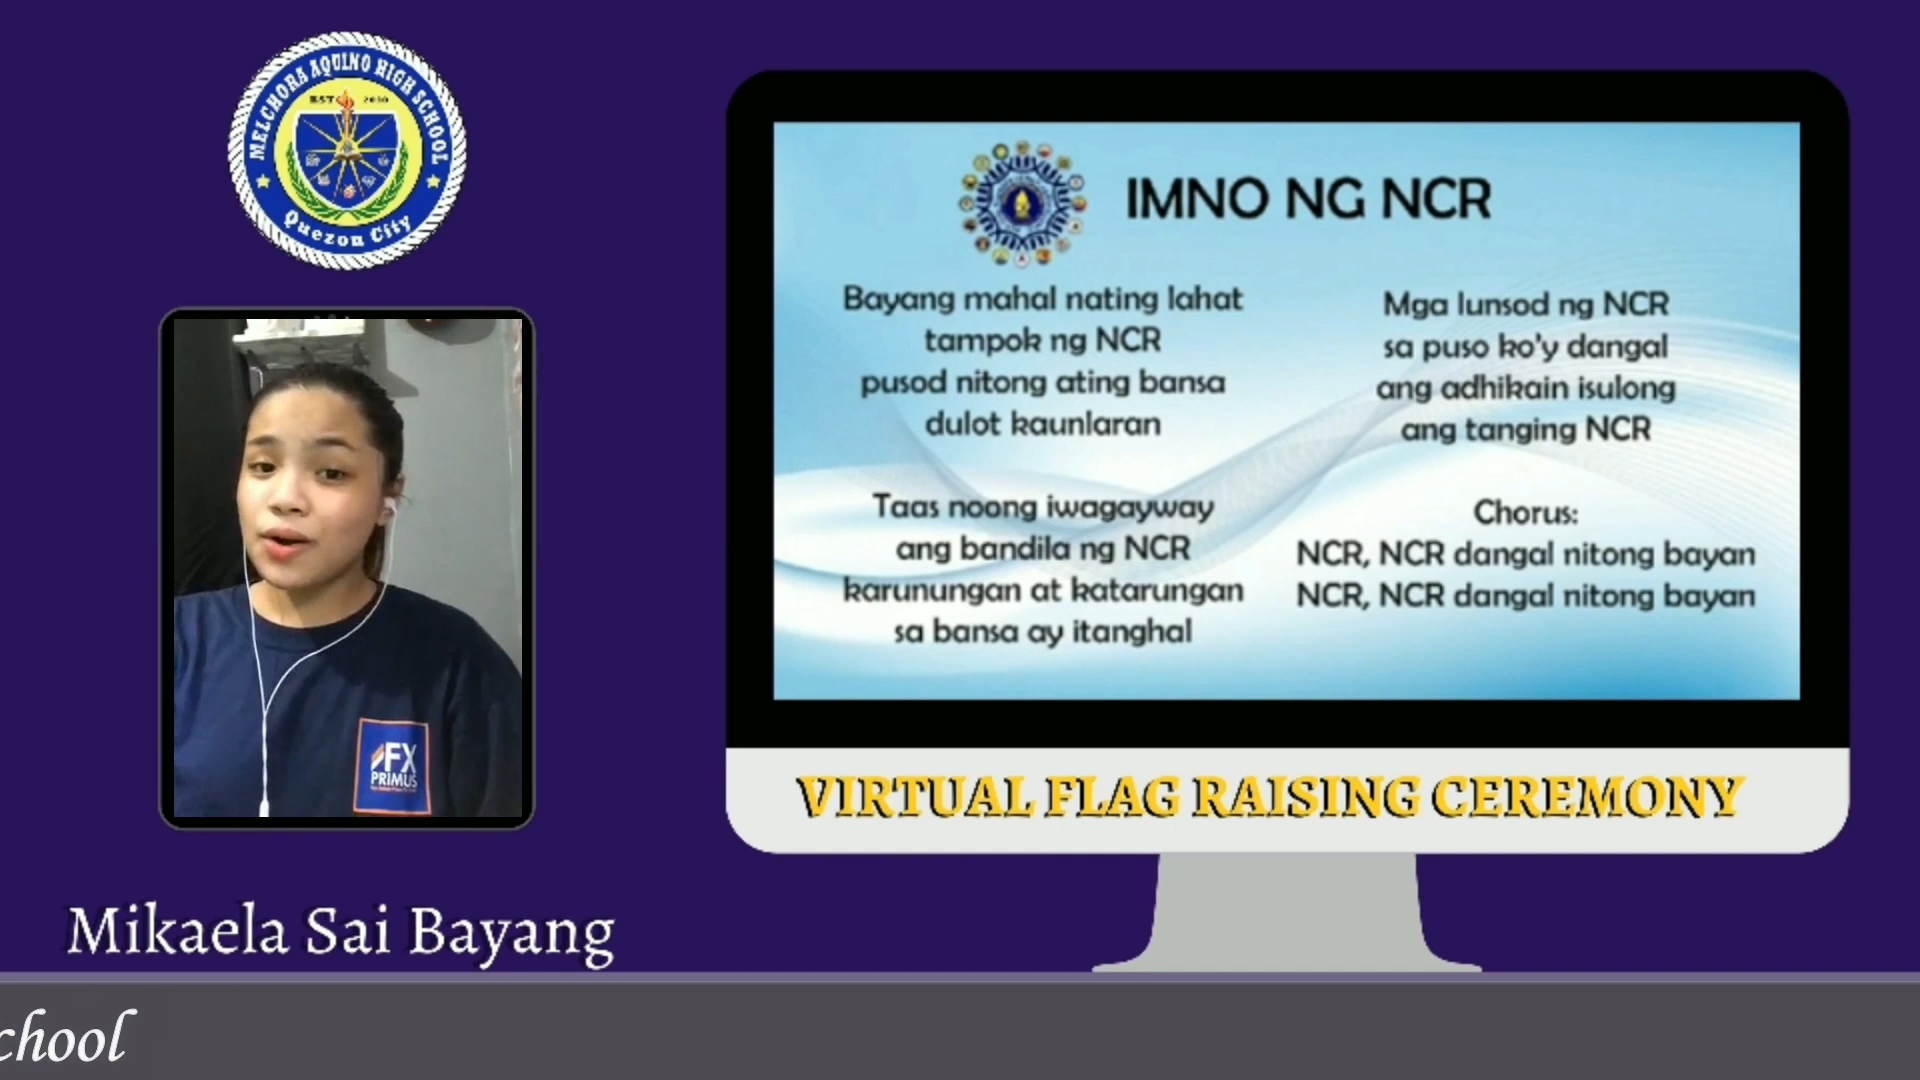 MELCHORA AQUINO HIGH SCHOOL
EST 2010
Quezon City
FX
PRIMUS
Mikaela Sai Bayang
IMNO NG NCR
Bayang mahal nating lahat
tampok ng NCR
pusod nitong ating bansa
dulot kaunlaran
Taas noong iwagayway
ang bandila ng NCR
karunungan at katarungan
sa bansa ay itanghal
Mga lunsod ng NCR
sa puso ko'y dangal
ang adhikain isulong
ang tanging NCR
Chorus:
NCR, NCR dangal nitong bayan
NCR, NCR dangal nitong bayan
VIRTUAL FLAG RAISING CEREMONY
chool